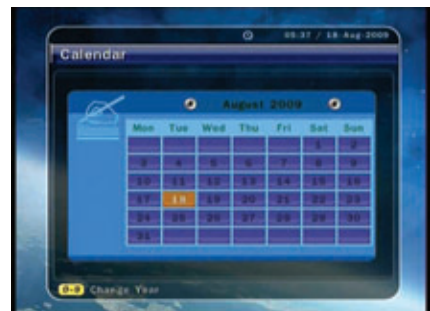 05:37 / 18 Aug 2009
Calendar
August 2009
Mon Tue Wed Thu Fri Sat Sun
1 2
3 4 5 6 7 8 9
10 11 12 13 14 15 16
17 18 19 20 21 22 23
24 25 26 27 28 29 30
31
0-9 Change Year